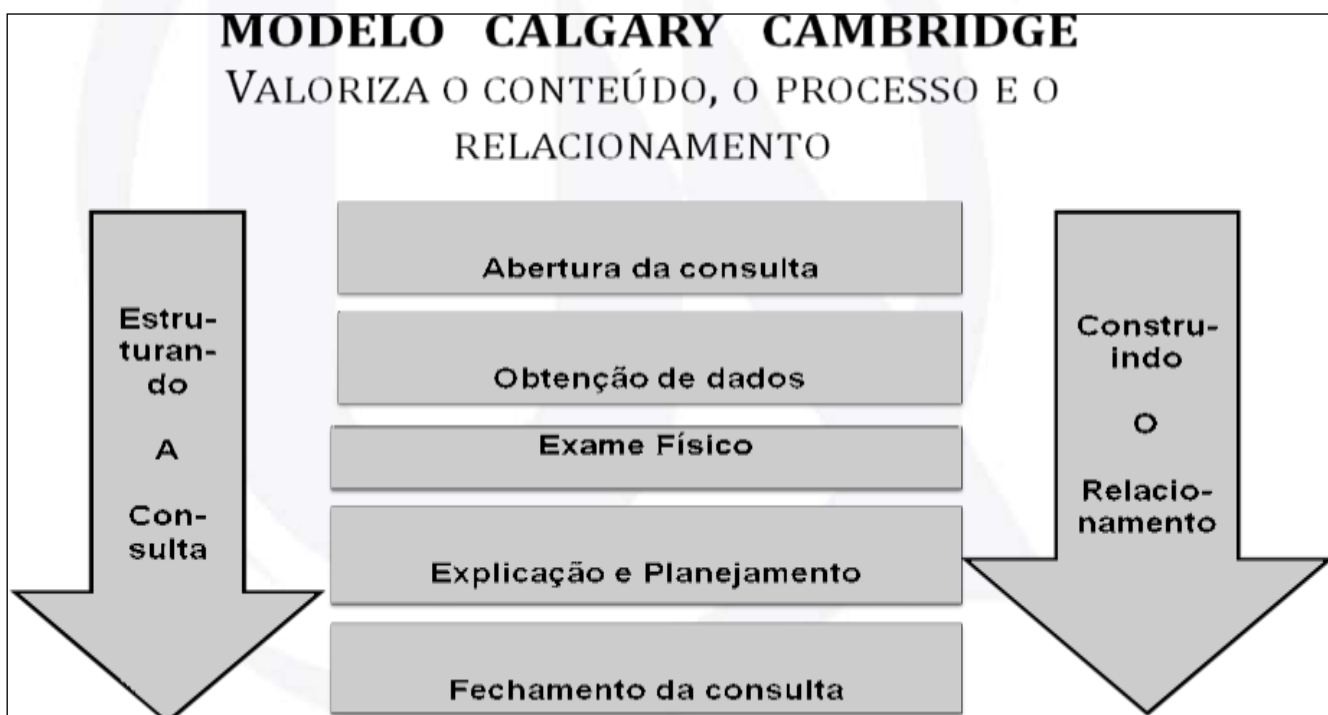 MODELO CALGARY CAMBRIDGE
VALORIZA O CONTEÚDO, O PROCESSO E O
RELACIONAMENTO
Estru-
turan-
do
A
Con-
sulta
Abertura da consulta
Obtenção de dados
Exame Físico
Explicação e Planejamento
Fechamento da consulta
Constru-
indo
O
Relacio-
namento